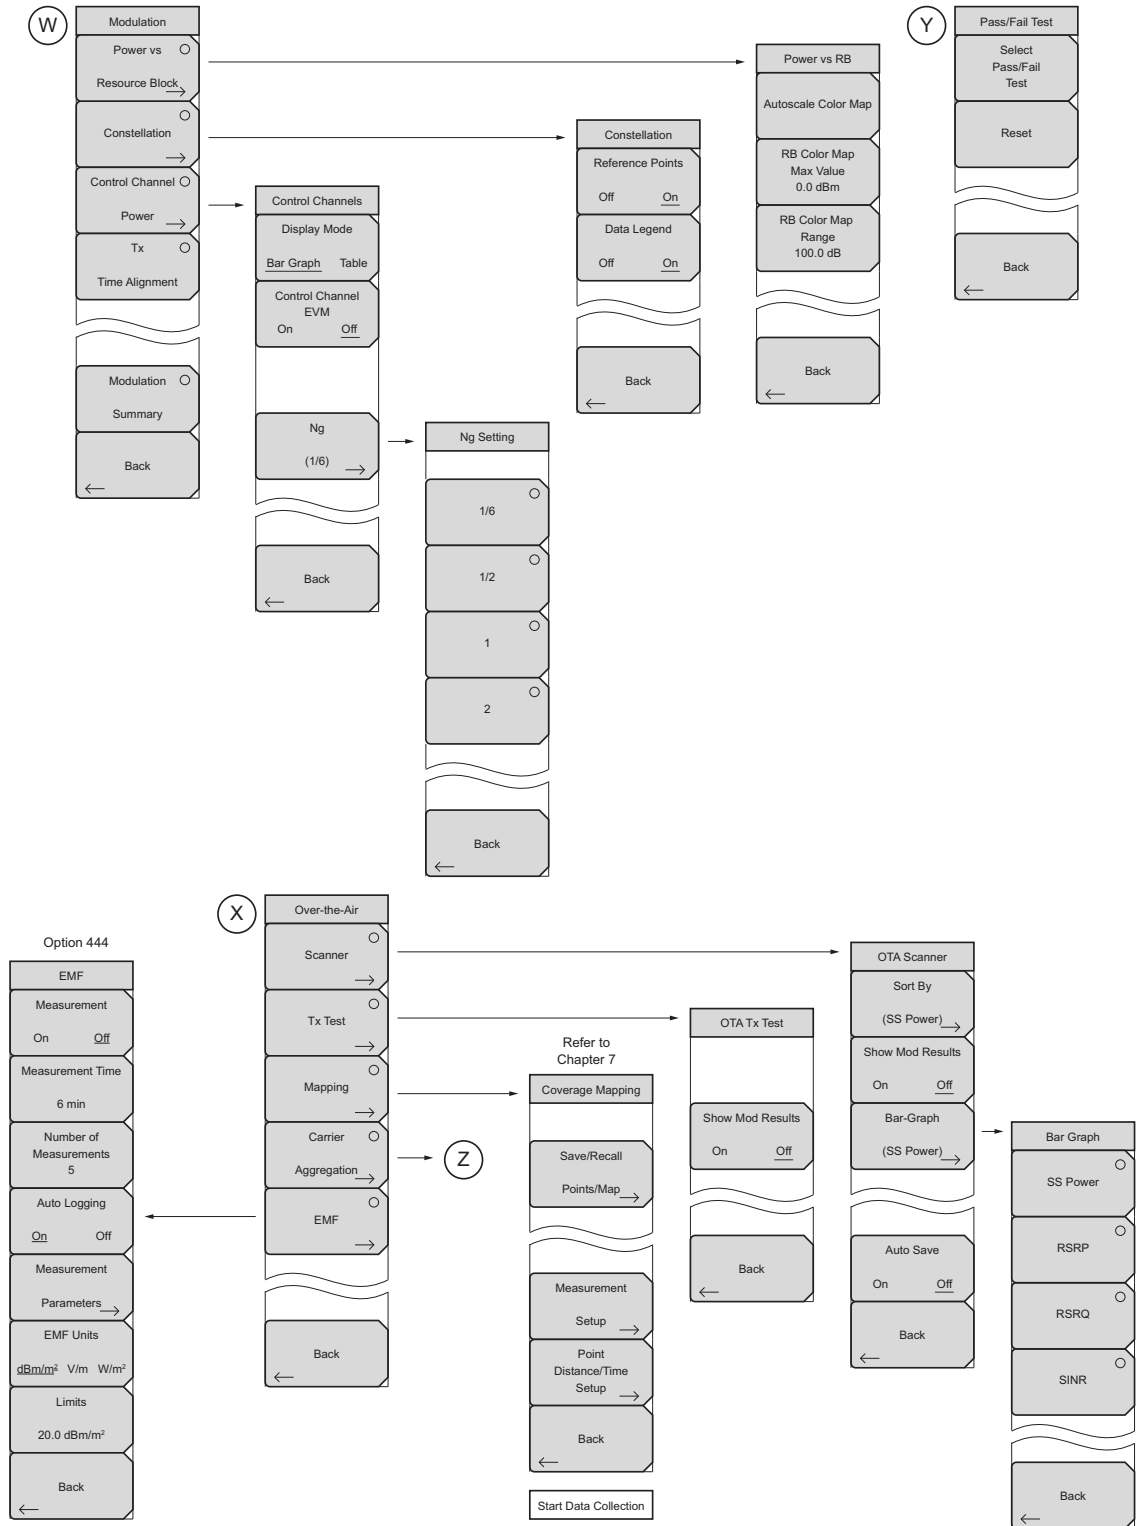 W
Modulation
Power vs
Resource Block
Constellation
Control Channel
Power
Tx
Time Alignment
Modulation
Summary
Back
Control Channels
Display Mode
Bar Graph Table
Control Channel
EVM
On Off
Ng
(1/6)
Back
Ng Setting
1/6
1/2
1
2
Back
Constellation
Reference Points
Off On
Data Legend
Off On
Back
Power vs RB
Autoscale Color Map
RB Color Map
Max Value
0.0 dBm
RB Color Map
Range
100.0 dB
Back
Y
Pass/Fail Test
Select
Pass/Fail
Test
Reset
Back
X
Over-the-Air
Scanner
Tx Test
Mapping
Carrier
Aggregation
EMF
Back
Option 444
EMF
Measurement
On Off
Measurement Time
6 min
Number of
Measurements
5
Auto Logging
On Off
Measurement
Parameters
EMF Units
dBm/m² V/m W/m²
Limits
20.0 dBm/m²
Back
Z
Refer to
Chapter 7
Coverage Mapping
Save/Recall
Points/Map
Measurement
Setup
Point
Distance/Time
Setup
Back
Start Data Collection
OTA Tx Test
Show Mod Results
On Off
Back
OTA Scanner
Sort By
(SS Power)
Show Mod Results
On Off
Bar-Graph
(SS Power)
Auto Save
On Off
Back
Bar Graph
SS Power
RSRP
RSRQ
SINR
Back